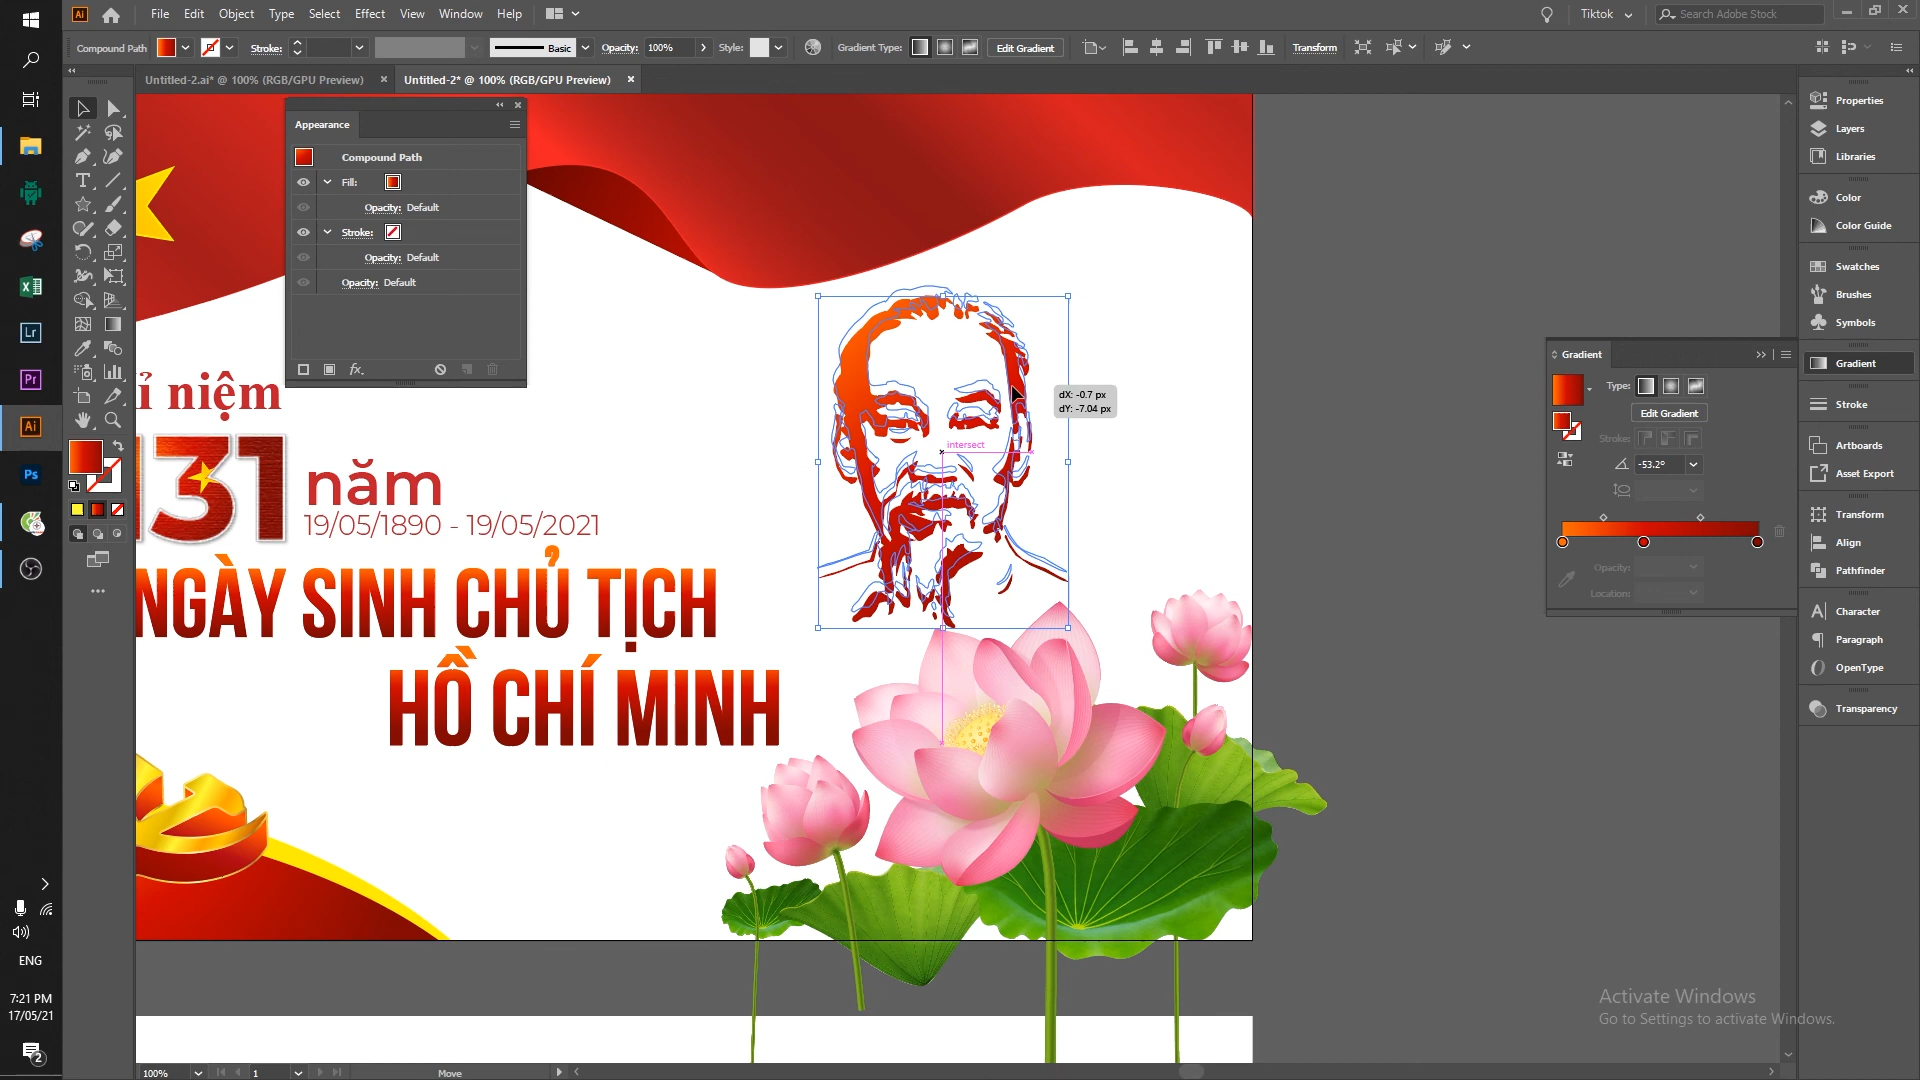 File Edit Object Type Select Effect View Window Help
Tiktok
Search Adobe Stock
Compound Path
Stroke:
Basic
Opacity: 100%
Style:
Gradient Type:
Edit Gradient
Transform
Untitled-2.ai* @ 100% (RGB/GPU Preview)
Untitled-2* @ 100% (RGB/GPU Preview)
Appearance
Compound Path
Fill:
Opacity: Default
Stroke:
Opacity: Default
Opacity: Default
fx.
ỉ niệm
131 năm
19/05/1890 - 19/05/2021
NGÀY SINH CHỦ TỊCH
HỒ CHÍ MINH
dX: -0.7 px
dY: -7.04 px
intersect
Gradient
Type:
Edit Gradient
Stroke:
-53.2°
Opacity:
Location:
Properties
Layers
Libraries
Color
Color Guide
Swatches
Brushes
Symbols
Gradient
Stroke
Artboards
Asset Export
Transform
Align
Pathfinder
Character
Paragraph
OpenType
Transparency
Activate Windows
Go to Settings to activate Windows.
Lr
Pr
Ai
Ps
ENG
7:21 PM
17/05/21
2
100%
1
Move